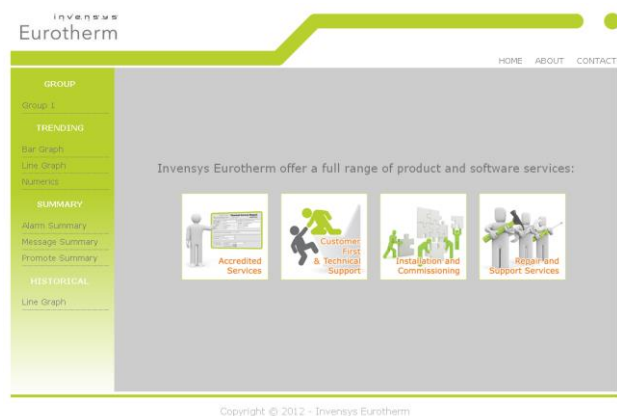 invensys
Eurotherm
HOME ABOUT CONTACT
GROUP
Group 1
TRENDING
Bar Graph
Line Graph
Numerics
SUMMARY
Alarm Summary
Message Summary
Promote Summary
HISTORICAL
Line Graph
Invensys Eurotherm offer a full range of product and software services:
Accredited
Services
Customer
First
& Technical
Support
Installation and
Commissioning
Repair and
Support Services
Copyright © 2012 - Invensys Eurotherm